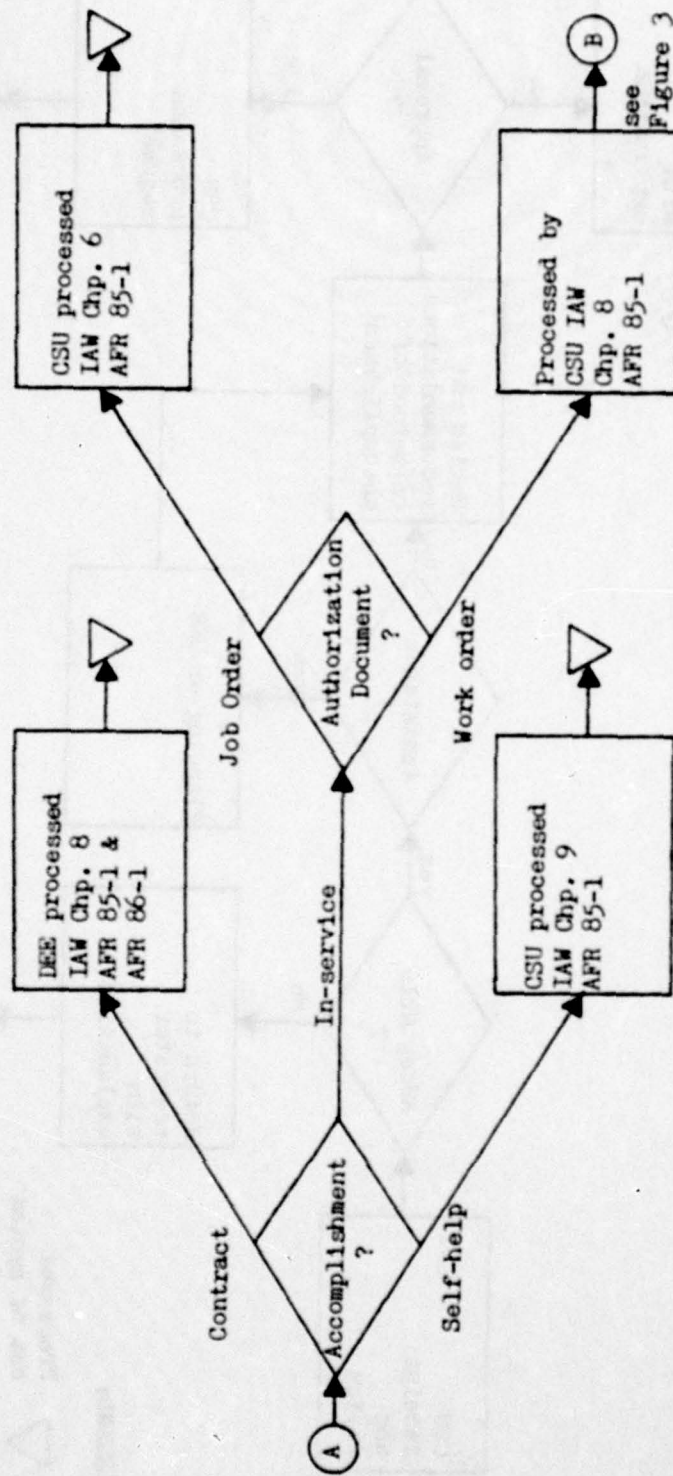 A
Accomplishment
?
Contract
DEE processed
IAW Chp. 8
AFR 85-1 &
AFR 86-1
In-service
Self-help
CSU processed
IAW Chp. 9
AFR 85-1
Authorization
Document
?
Job Order
CSU processed
IAW Chp. 6
AFR 85-1
Work order
Processed by
CSU IAW
Chp. 8
AFR 85-1
B
see
Figure 3